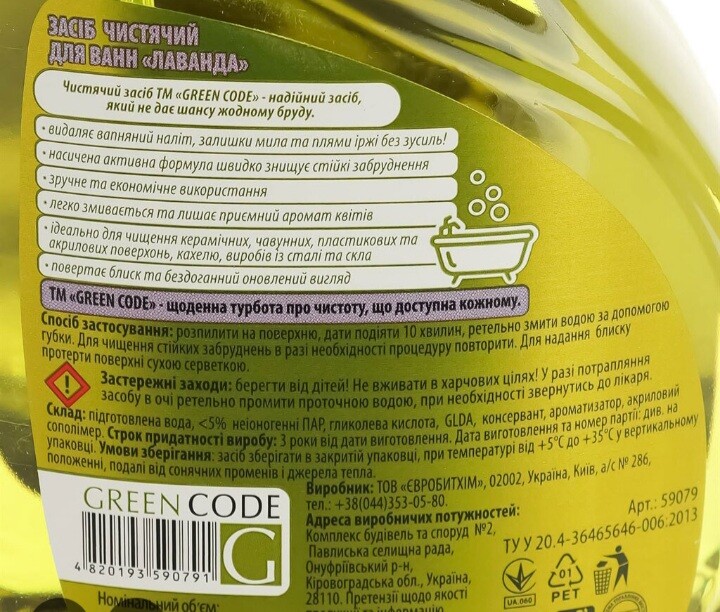 ЗАСІБ ЧИСТЯЧИЙ
ДЛЯ ВАНН «ЛАВАНДА»
Чистячий засіб ТМ «GREEN CODE» - надійний засіб,
який не дає шансу жодному бруду.
• видаляє вапняний наліт, залишки мила та плями іржі без зусиль!
• насичена активна формула швидко знищує стійкі забруднення
• зручне та економічне використання
• легко змивається та лишає приємний аромат квітів
• ідеально для чищення керамічних, чавунних, пластикових та
акрилових поверхонь, кахелю, виробів із сталі та скла
• повертає блиск та бездоганний оновлений вигляд
ТМ «GREEN CODE» - щоденна турбота про чистоту, що доступна кожному.
Спосіб застосування: розпилити на поверхню, дати подіяти 10 хвилин, ретельно змити водою за допомогою
губки. Для чищення стійких забруднень в разі необхідності процедуру повторити. Для надання блиску
протерти поверхні сухою серветкою.
Застережні заходи: берегти від дітей! Не вживати в харчових цілях! У разі потрапляння
засобу в очі ретельно промити проточною водою, при необхідності звернутись до лікаря.
Склад: підготовлена вода, <5% неіоногенні ПАР, гліколева кислота, GLDA, консервант, ароматизатор, акриловий
сополімер. Строк придатності виробу: 3 роки від дати виготовлення. Дата виготовлення та номер партії: див. на
упаковці. Умови зберігання: засіб зберігати в закритій упаковці, при температурі від +5°С до +35°С у вертикальному
положенні, подалі від сонячних променів і джерела тепла.
GREEN CODE
G
4 820193 590791
Виробник: ТОВ «ЄВРОБИТХІМ», 02002, Україна, Київ, а/с № 286,
тел.: +38(044)353-05-80.
Адреса виробничих потужностей:
Комплекс будівель та споруд №2,
Павлиська селищна рада,
Онуфріївський р-н,
Кіровоградська обл., Україна,
28110. Претензії щодо якості
Арт.: 59079
ТУ У 20.4-36465646-006:2013
UA.060
01
PET
Номінальний об'єм: